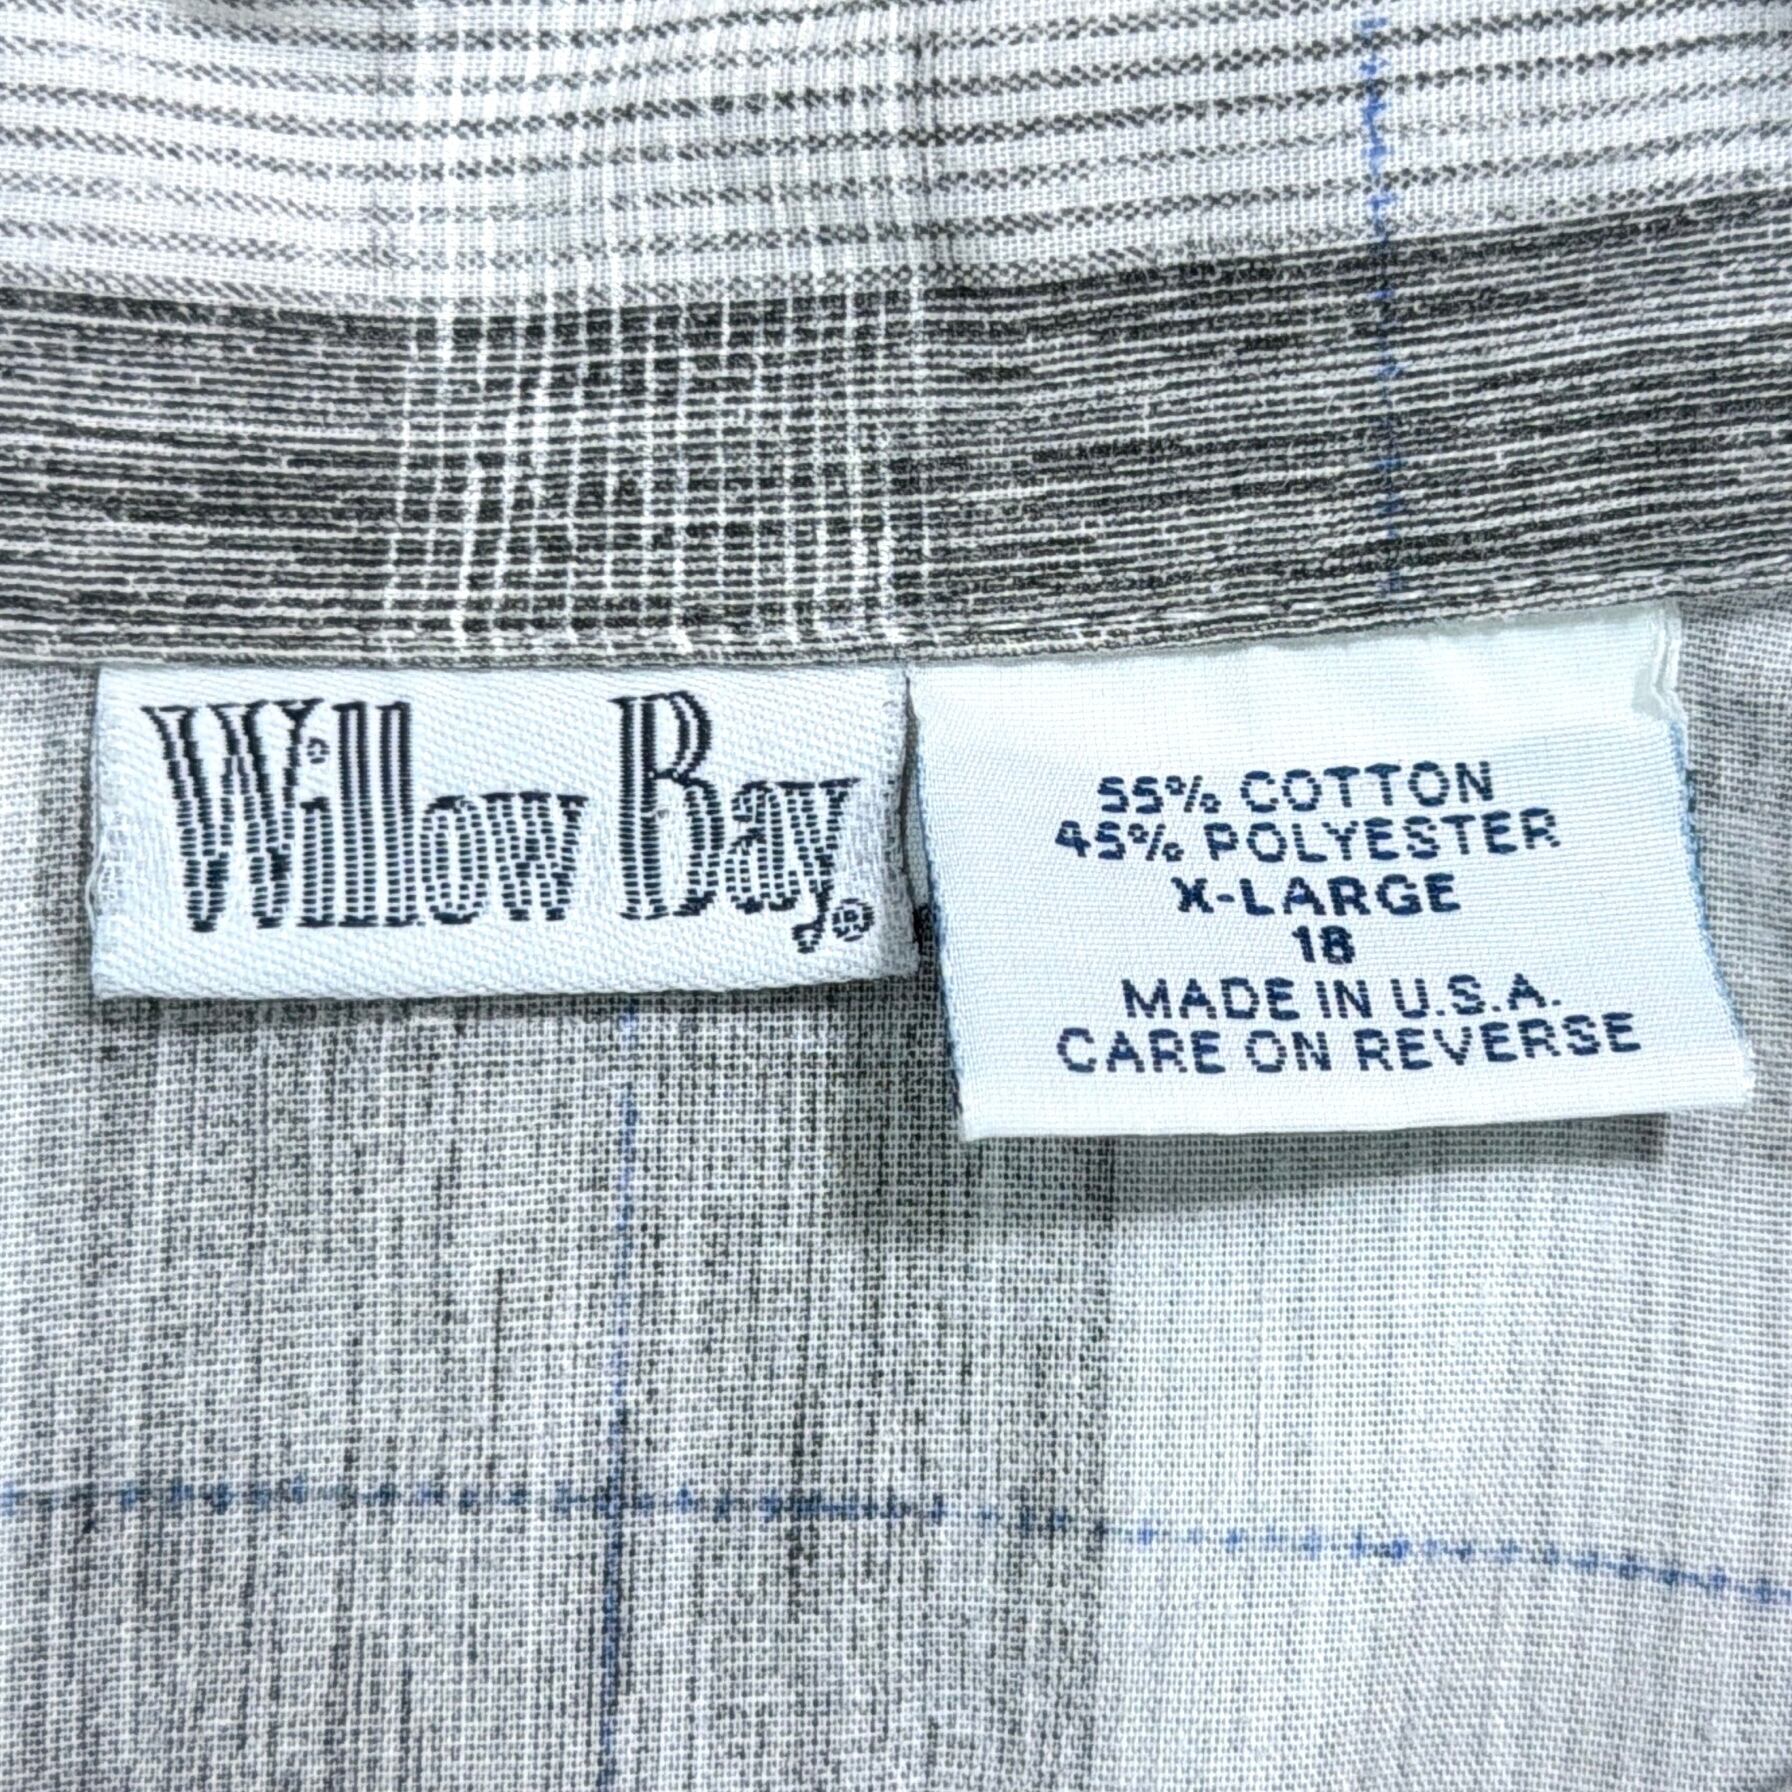 Willow Bay®
55% COTTON
45% POLYESTER
X-LARGE
18
MADE IN U.S.A.
CARE ON REVERSE